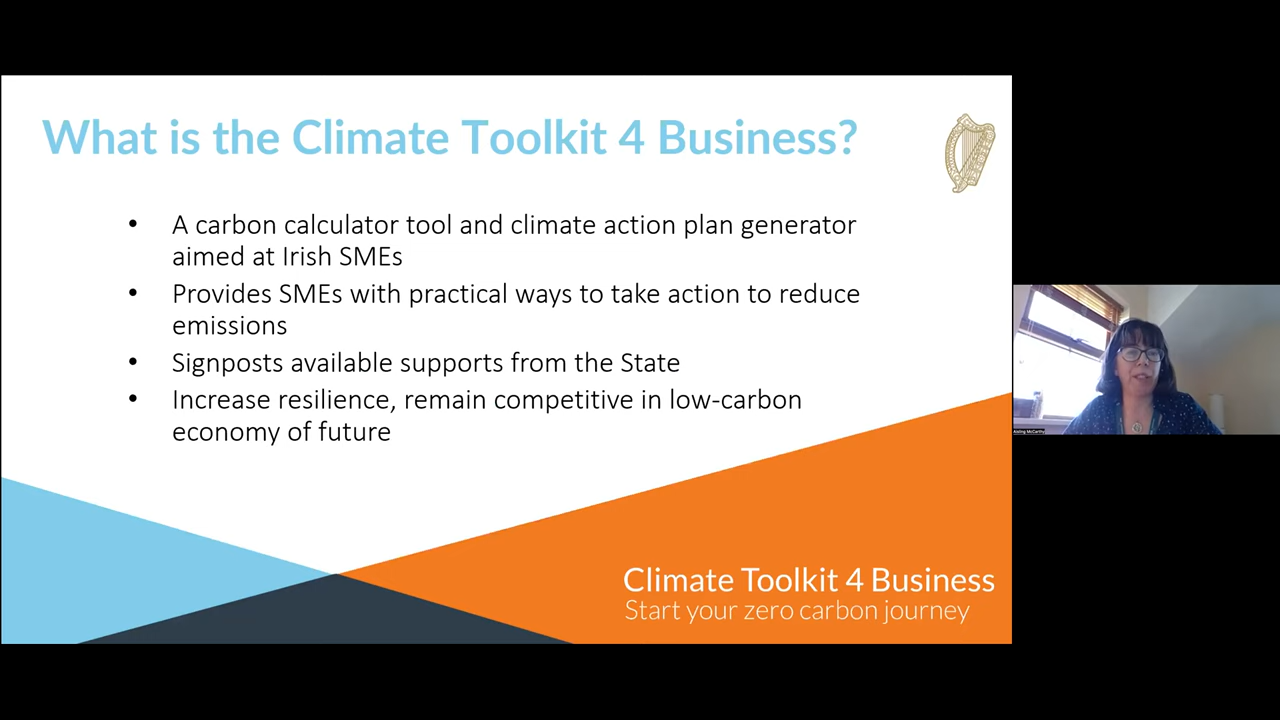 What is the Climate Toolkit 4 Business?
• A carbon calculator tool and climate action plan generator
aimed at Irish SMEs
• Provides SMEs with practical ways to take action to reduce
emissions
• Signposts available supports from the State
• Increase resilience, remain competitive in low-carbon
economy of future
Climate Toolkit 4 Business
Start your zero carbon journey
Aisling McCarthy